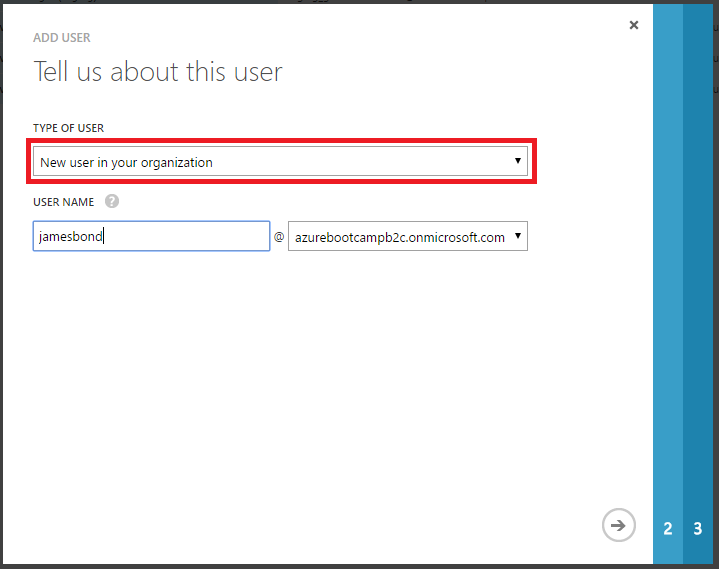 ADD USER
Tell us about this user
TYPE OF USER
New user in your organization
USER NAME ?
jamesbond @ azurebootcampb2c.onmicrosoft.com
2 3